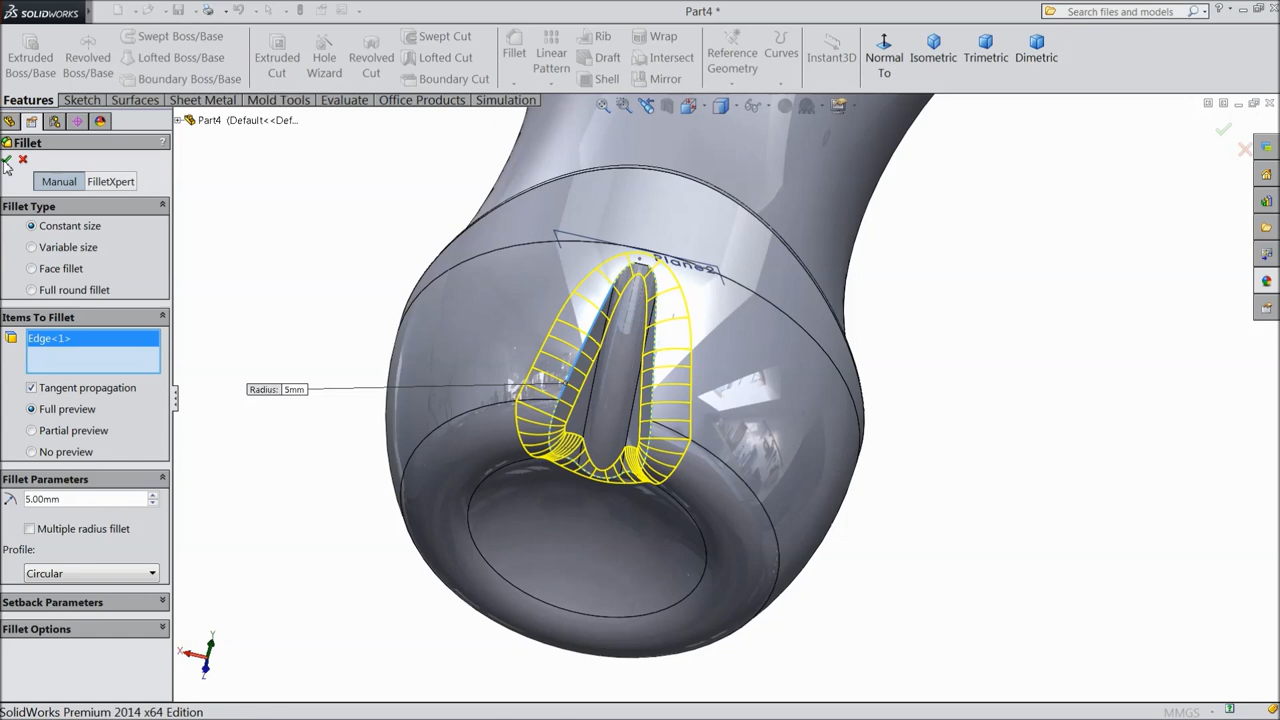 SOLIDWORKS
Part4 *
Search files and models
Extruded Boss/Base
Revolved Boss/Base
Swept Boss/Base
Lofted Boss/Base
Boundary Boss/Base
Extruded Cut
Hole Wizard
Revolved Cut
Swept Cut
Lofted Cut
Boundary Cut
Fillet
Linear Pattern
Rib
Draft
Shell
Wrap
Intersect
Mirror
Reference Geometry
Curves
Instant3D
Normal To
Isometric
Trimetric
Dimetric
Features Sketch Surfaces Sheet Metal Mold Tools Evaluate Office Products Simulation
Part4 (Default<<Def...
Fillet
?
Manual FilletXpert
Fillet Type
Constant size
Variable size
Face fillet
Full round fillet
Items To Fillet
Edge<1>
Tangent propagation
Full preview
Partial preview
No preview
Fillet Parameters
5.00mm
Multiple radius fillet
Profile:
Circular
Setback Parameters
Fillet Options
Plane2
Radius: 5mm
Y
X
Z
SolidWorks Premium 2014 x64 Edition
MMGS